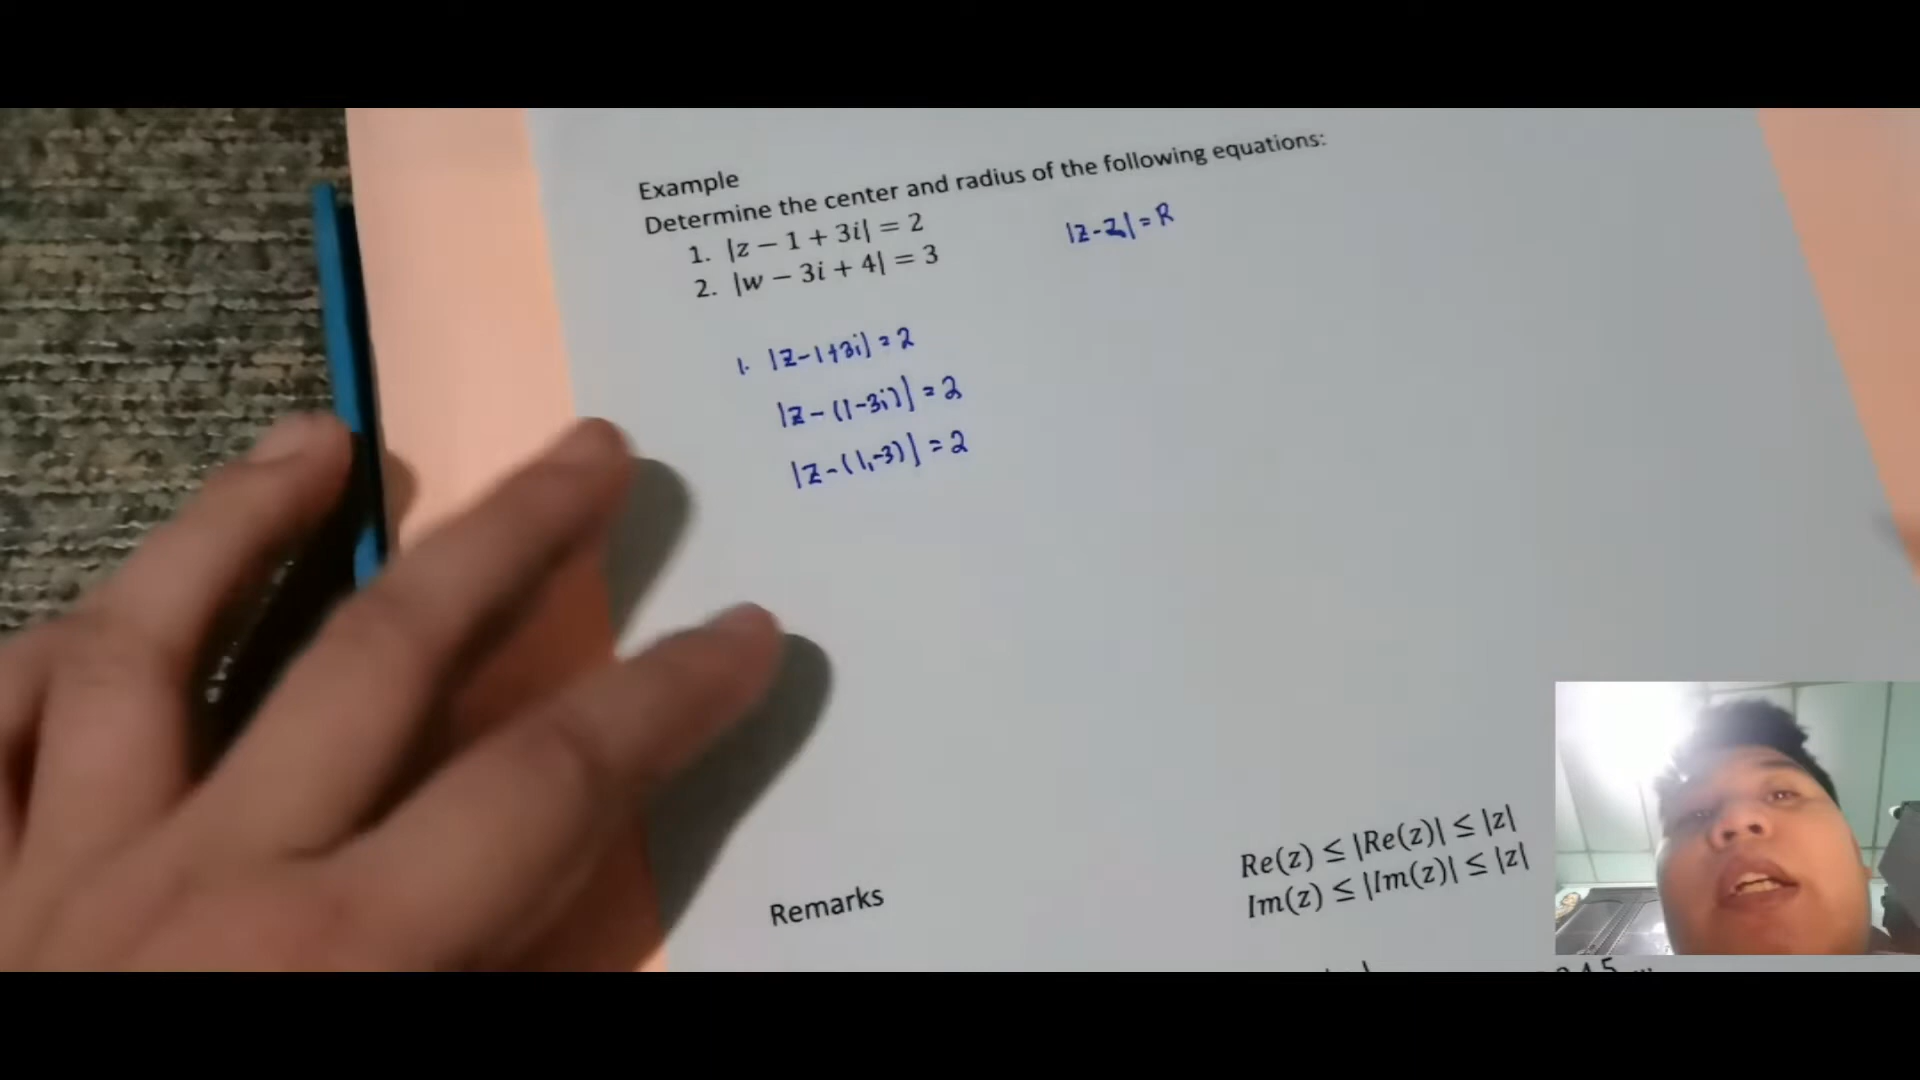 Example
Determine the center and radius of the following equations:
1. |z − 1 + 3i| = 2
|z-z₁|=R
2. |w − 3i + 4| = 3
1. |z-1+3i|=2
|z-(1-3i)|=2
|z-(1,-3)|=2
Re(z) ≤ |Re(z)| ≤ |z|
Remarks
Im(z) ≤ |Im(z)| ≤ |z|